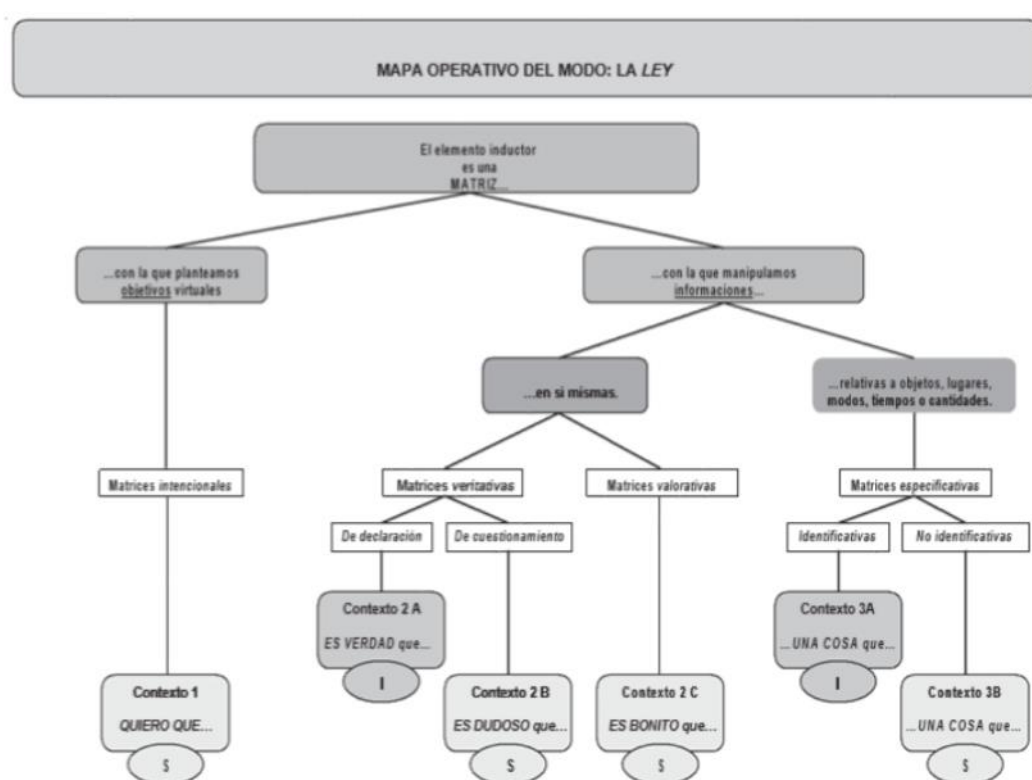 MAPA OPERATIVO DEL MODO: LA LEY
El elemento inductor
es una
MATRIZ...
...con la que planteamos
objetivos virtuales
...con la que manipulamos
informaciones...
...en si mismas.
...relativas a objetos, lugares,
modos, tiempos o cantidades.
Matrices intencionales
Matrices veritativas
Matrices valorativas
Matrices especificativas
De declaración
De cuestionamiento
Identificativas
No identificativas
Contexto 2 A
ES VERDAD que...
I
Contexto 3A
...UNA COSA que...
I
Contexto 1
QUIERO QUE...
S
Contexto 2 B
ES DUDOSO que...
S
Contexto 2 C
ES BONITO que...
S
Contexto 3B
...UNA COSA que...
S